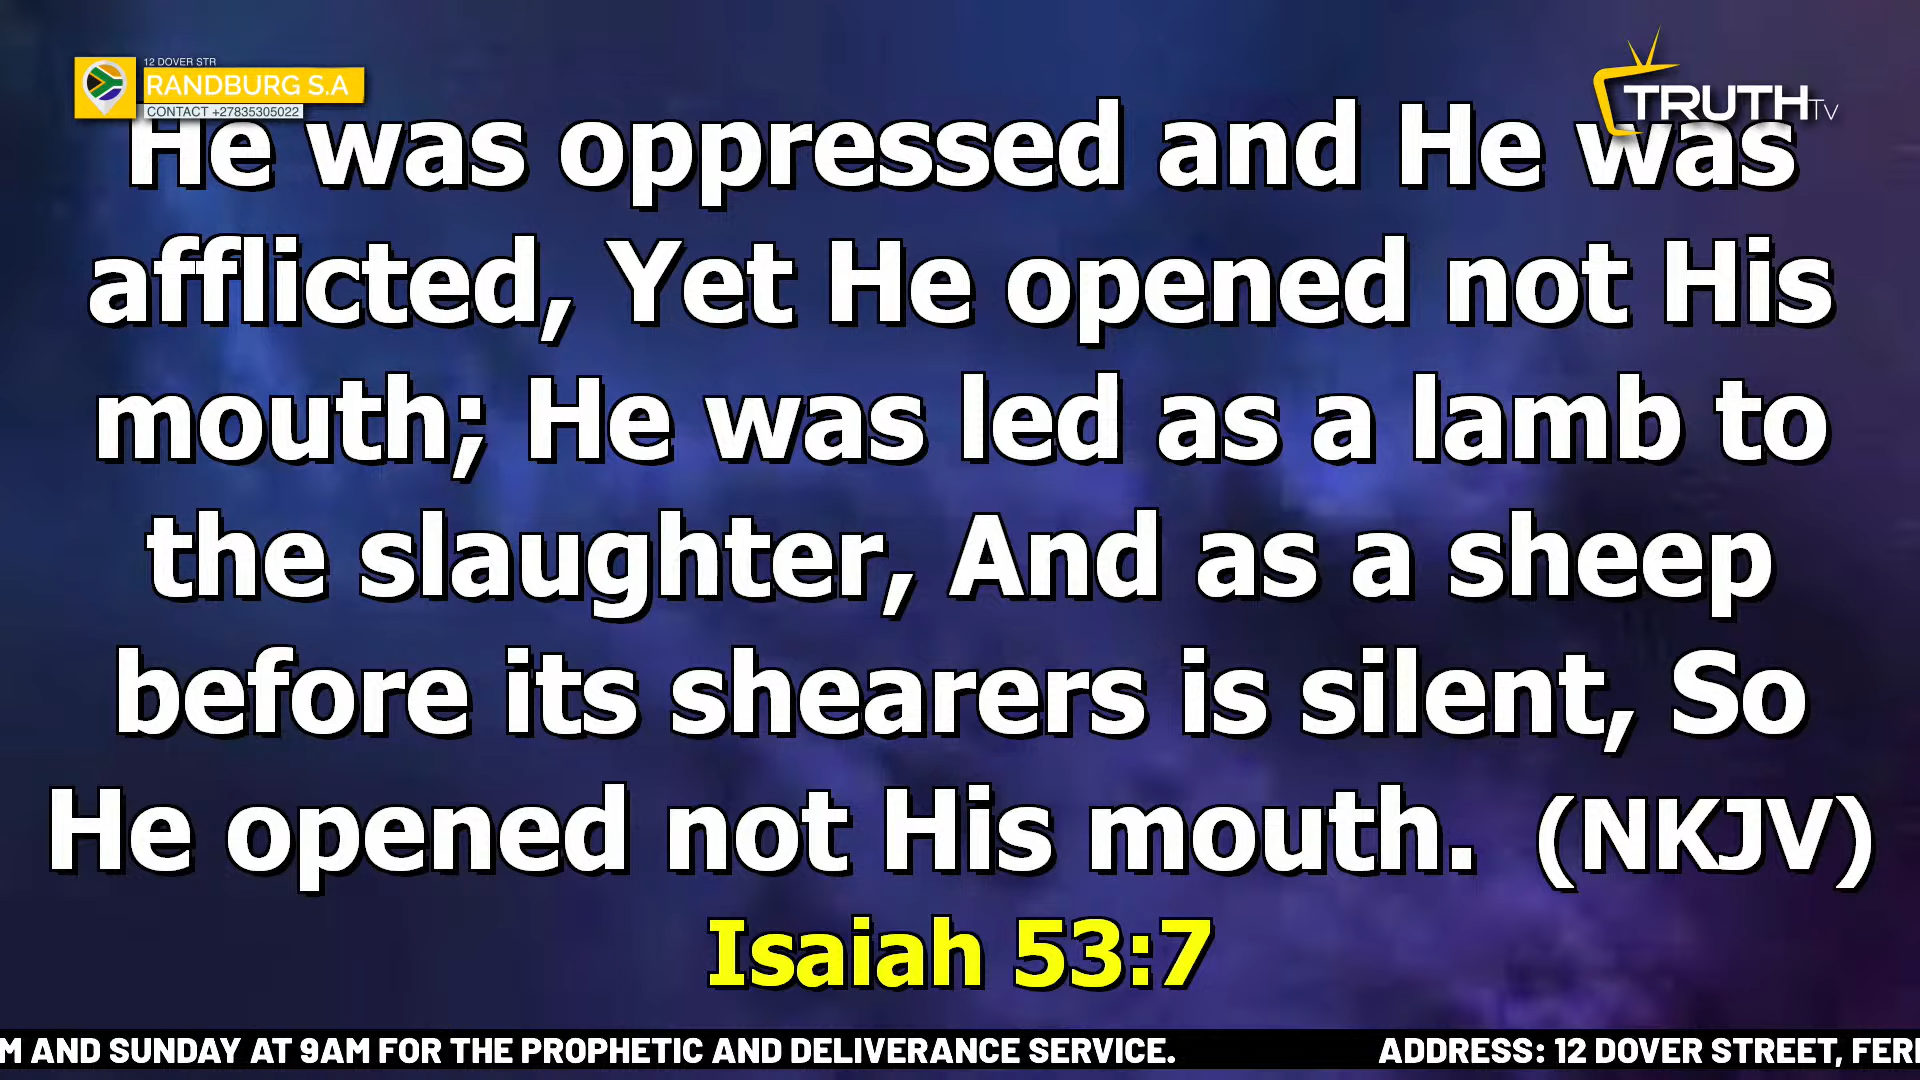 12 DOVER STR
RANDBURG S.A
CONTACT +27835305022
TRUTH TV
He was oppressed and He was
afflicted, Yet He opened not His
mouth; He was led as a lamb to
the slaughter, And as a sheep
before its shearers is silent, So
He opened not His mouth. (NKJV)
Isaiah 53:7
M AND SUNDAY AT 9AM FOR THE PROPHETIC AND DELIVERANCE SERVICE. ADDRESS: 12 DOVER STREET, FER